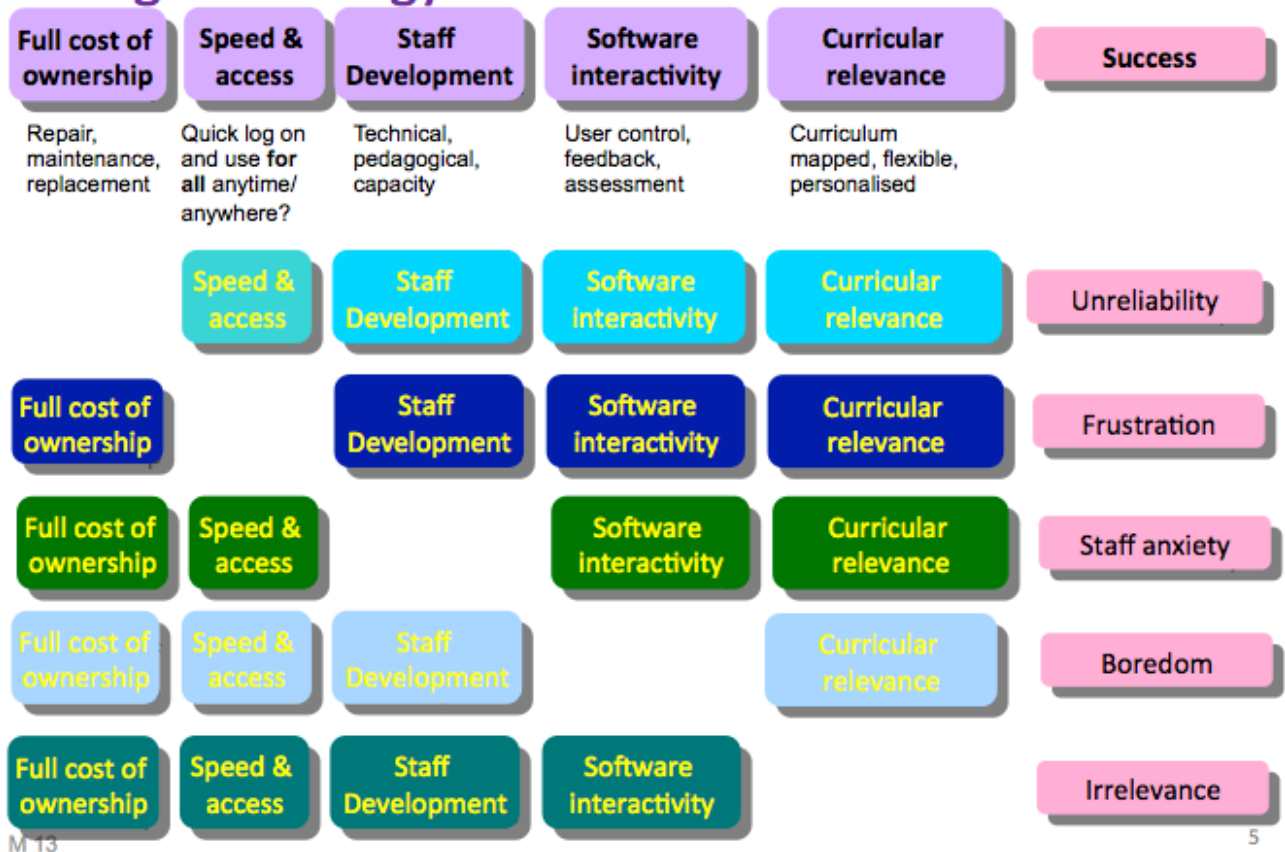 Full cost of
ownership
Speed &
access
Staff
Development
Software
interactivity
Curricular
relevance
Success
Repair,
maintenance,
replacement
Quick log on
and use for
all anytime/
anywhere?
Technical,
pedagogical,
capacity
User control,
feedback,
assessment
Curriculum
mapped, flexible,
personalised
Speed &
access
Staff
Development
Software
interactivity
Curricular
relevance
Unreliability
Full cost of
ownership
Staff
Development
Software
interactivity
Curricular
relevance
Frustration
Full cost of
ownership
Speed &
access
Software
interactivity
Curricular
relevance
Staff anxiety
Full cost of
ownership
Speed &
access
Staff
Development
Curricular
relevance
Boredom
Full cost of
ownership
Speed &
access
Staff
Development
Software
interactivity
Irrelevance
M 13
5